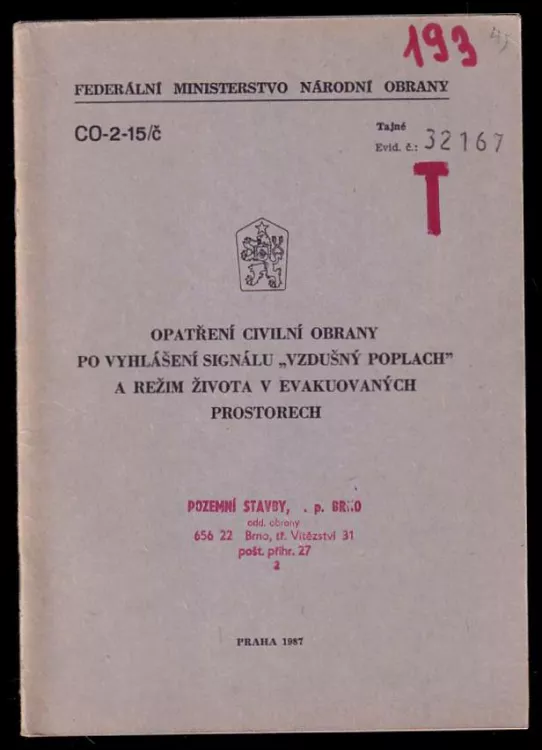 193
45
FEDERÁLNÍ MINISTERSTVO NÁRODNÍ OBRANY
CO-2-15/č
Tajné
Evid. č.: 32167
T
OPATŘENÍ CIVILNÍ OBRANY
PO VYHLÁŠENÍ SIGNÁLU „VZDUŠNÝ POPLACH”
A REŽIM ŽIVOTA V EVAKUOVANÝCH
PROSTORECH
POZEMNÍ STAVBY, . p. BRNO
odd. obrany
656 22 Brno, tř. Vítězství 31
pošt. přihr. 27
2
PRAHA 1987